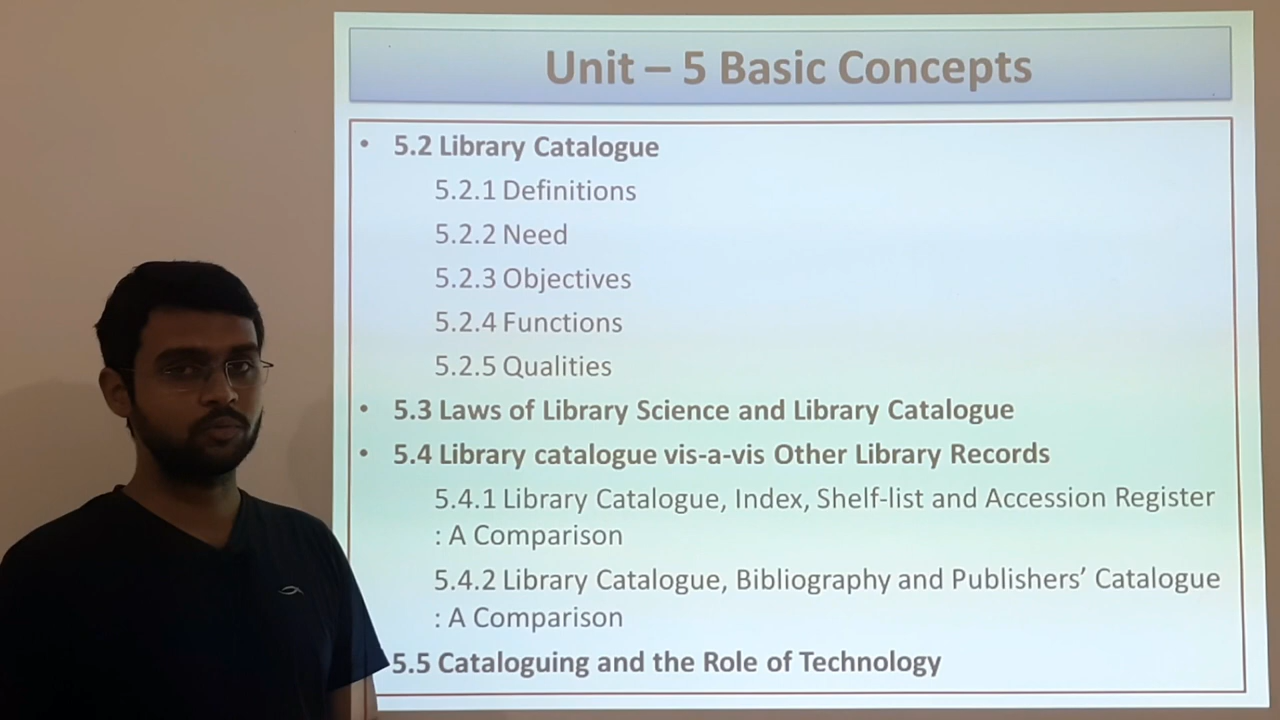 Unit – 5 Basic Concepts
• 5.2 Library Catalogue
5.2.1 Definitions
5.2.2 Need
5.2.3 Objectives
5.2.4 Functions
5.2.5 Qualities
• 5.3 Laws of Library Science and Library Catalogue
• 5.4 Library catalogue vis-a-vis Other Library Records
5.4.1 Library Catalogue, Index, Shelf-list and Accession Register
: A Comparison
5.4.2 Library Catalogue, Bibliography and Publishers’ Catalogue
: A Comparison
5.5 Cataloguing and the Role of Technology